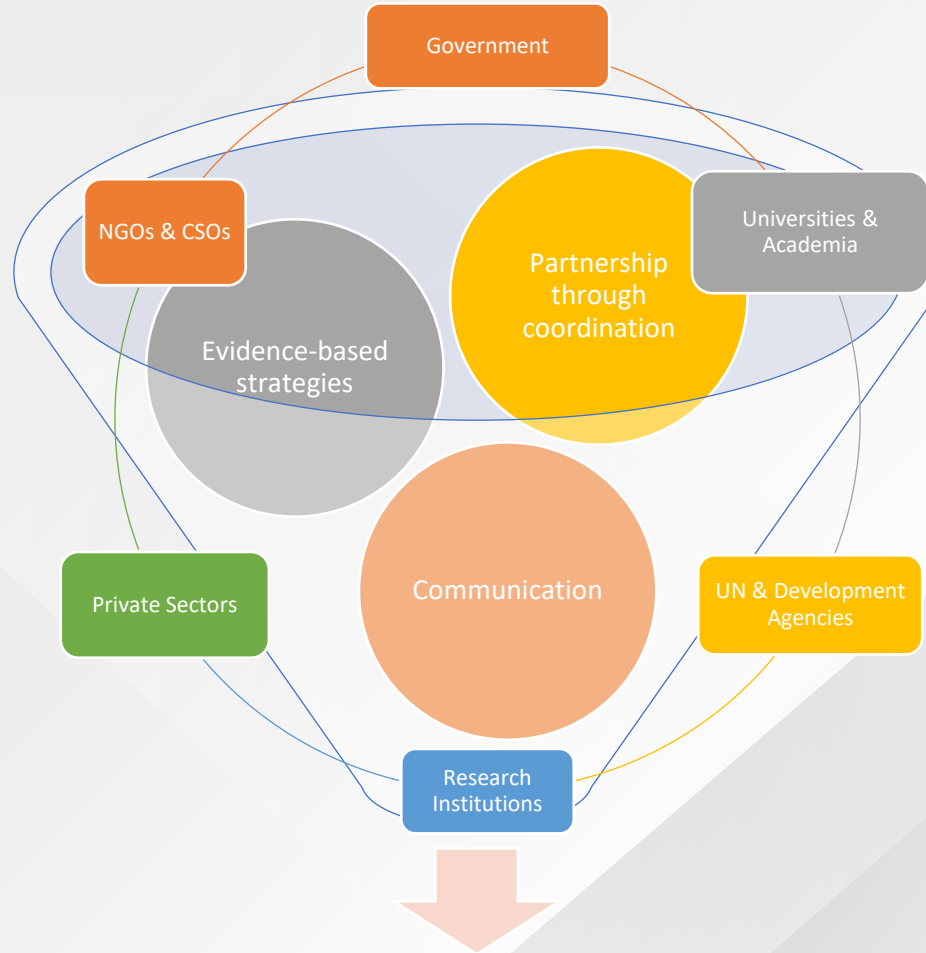 Government
NGOs & CSOs
Universities &
Academia
Partnership
through
coordination
Evidence-based
strategies
Communication
Private Sectors
UN & Development
Agencies
Research
Institutions